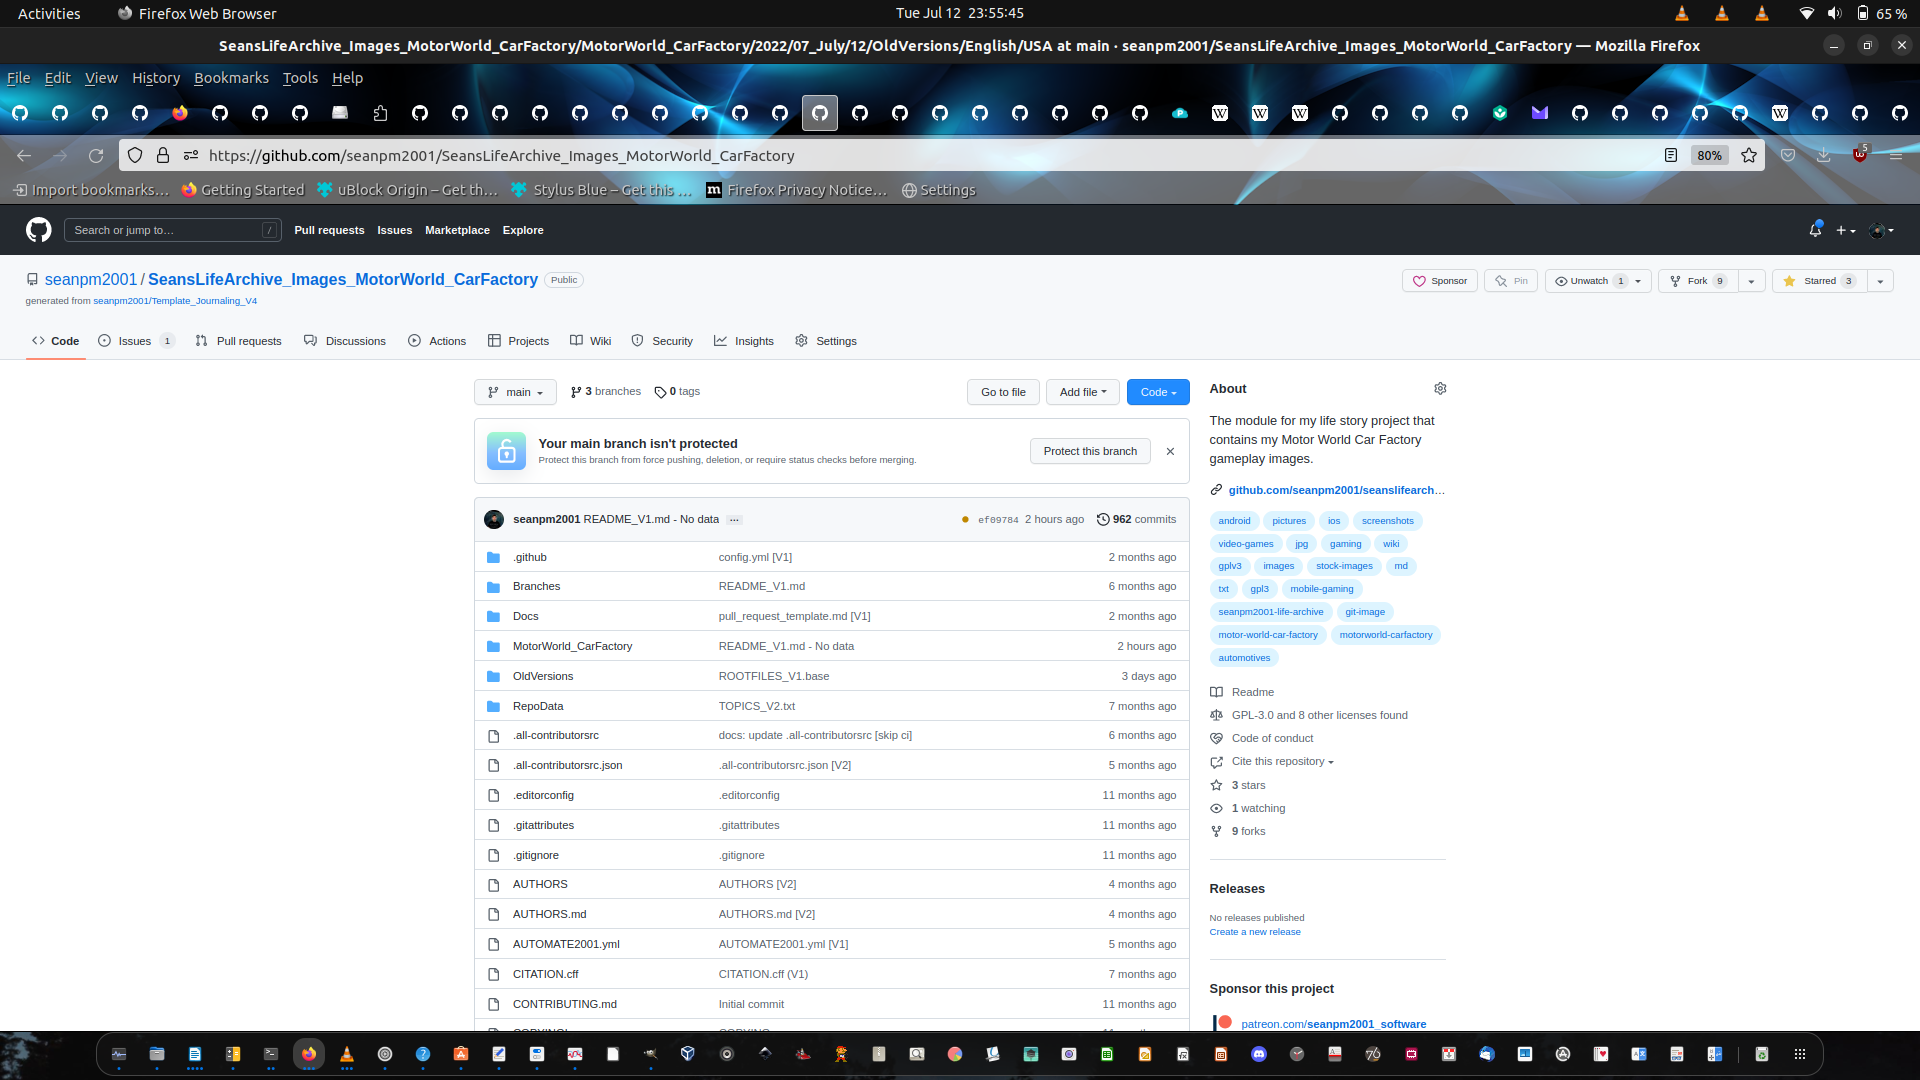 Activities
Firefox Web Browser
Tue Jul 12 23:55:45
65 %
SeansLifeArchive_Images_MotorWorld_CarFactory/MotorWorld_CarFactory/2022/07_July/12/OldVersions/English/USA at main · seanpm2001/SeansLifeArchive_Images_MotorWorld_CarFactory — Mozilla Firefox
File Edit View History Bookmarks Tools Help
https://github.com/seanpm2001/SeansLifeArchive_Images_MotorWorld_CarFactory
80%
5
Import bookmarks…
Getting Started
uBlock Origin – Get th…
Stylus Blue – Get this …
Firefox Privacy Notice…
Settings
Search or jump to…
/
Pull requests
Issues
Marketplace
Explore
seanpm2001 / SeansLifeArchive_Images_MotorWorld_CarFactory
Public
generated from seanpm2001/Template_Journaling_V4
Sponsor
Pin
Unwatch 1
Fork 9
Starred 3
Code
Issues 1
Pull requests
Discussions
Actions
Projects
Wiki
Security
Insights
Settings
main
3 branches
0 tags
Go to file
Add file
Code
Your main branch isn't protected
Protect this branch from force pushing, deletion, or require status checks before merging.
Protect this branch
seanpm2001 README_V1.md - No data
ef09784 2 hours ago
962 commits
.github config.yml [V1] 2 months ago
Branches README_V1.md 6 months ago
Docs pull_request_template.md [V1] 2 months ago
MotorWorld_CarFactory README_V1.md - No data 2 hours ago
OldVersions ROOTFILES_V1.base 3 days ago
RepoData TOPICS_V2.txt 7 months ago
.all-contributorsrc docs: update .all-contributorsrc [skip ci] 6 months ago
.all-contributorsrc.json .all-contributorsrc.json [V2] 5 months ago
.editorconfig .editorconfig 11 months ago
.gitattributes .gitattributes 11 months ago
.gitignore .gitignore 11 months ago
AUTHORS AUTHORS [V2] 4 months ago
AUTHORS.md AUTHORS.md [V2] 4 months ago
AUTOMATE2001.yml AUTOMATE2001.yml [V1] 5 months ago
CITATION.cff CITATION.cff (V1) 7 months ago
CONTRIBUTING.md Initial commit 11 months ago
About
The module for my life story project that
contains my Motor World Car Factory
gameplay images.
github.com/seanpm2001/seanslifearch…
android pictures ios screenshots
video-games jpg gaming wiki
gplv3 images stock-images md
txt gpl3 mobile-gaming
seanpm2001-life-archive git-image
motor-world-car-factory motorworld-carfactory
automotives
Readme
GPL-3.0 and 8 other licenses found
Code of conduct
Cite this repository
3 stars
1 watching
9 forks
Releases
No releases published
Create a new release
Sponsor this project
patreon.com/seanpm2001_software